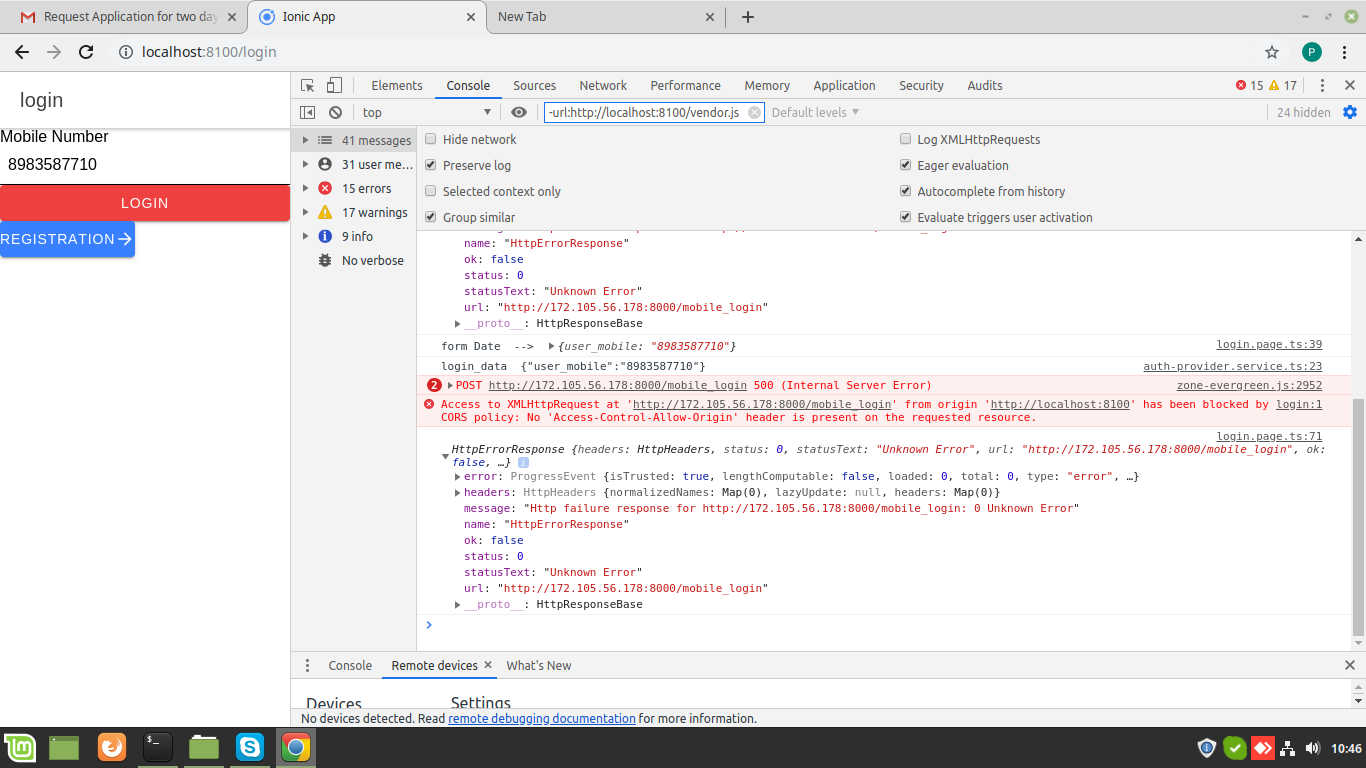 Request Application for two day
Ionic App
New Tab
localhost:8100/login
P
login
Mobile Number
8983587710
LOGIN
REGISTRATION
Elements Console Sources Network Performance Memory Application Security Audits 15 17
top -url:http://localhost:8100/vendor.js Default levels 24 hidden
41 messages
31 user me...
15 errors
17 warnings
9 info
No verbose
Hide network
Preserve log
Selected context only
Group similar
Log XMLHttpRequests
Eager evaluation
Autocomplete from history
Evaluate triggers user activation
name: "HttpErrorResponse"
ok: false
status: 0
statusText: "Unknown Error"
url: "http://172.105.56.178:8000/mobile_login"
__proto__: HttpResponseBase
form Date --> {user_mobile: "8983587710"} login.page.ts:39
login_data {"user_mobile":"8983587710"} auth-provider.service.ts:23
2 POST http://172.105.56.178:8000/mobile_login 500 (Internal Server Error) zone-evergreen.js:2952
Access to XMLHttpRequest at 'http://172.105.56.178:8000/mobile_login' from origin 'http://localhost:8100' has been blocked by login:1
CORS policy: No 'Access-Control-Allow-Origin' header is present on the requested resource.
login.page.ts:71
HttpErrorResponse {headers: HttpHeaders, status: 0, statusText: "Unknown Error", url: "http://172.105.56.178:8000/mobile_login", ok:
false, …}
error: ProgressEvent {isTrusted: true, lengthComputable: false, loaded: 0, total: 0, type: "error", …}
headers: HttpHeaders {normalizedNames: Map(0), lazyUpdate: null, headers: Map(0)}
message: "Http failure response for http://172.105.56.178:8000/mobile_login: 0 Unknown Error"
name: "HttpErrorResponse"
ok: false
status: 0
statusText: "Unknown Error"
url: "http://172.105.56.178:8000/mobile_login"
__proto__: HttpResponseBase
Console Remote devices What's New
Devices Settings
No devices detected. Read remote debugging documentation for more information.
10:46